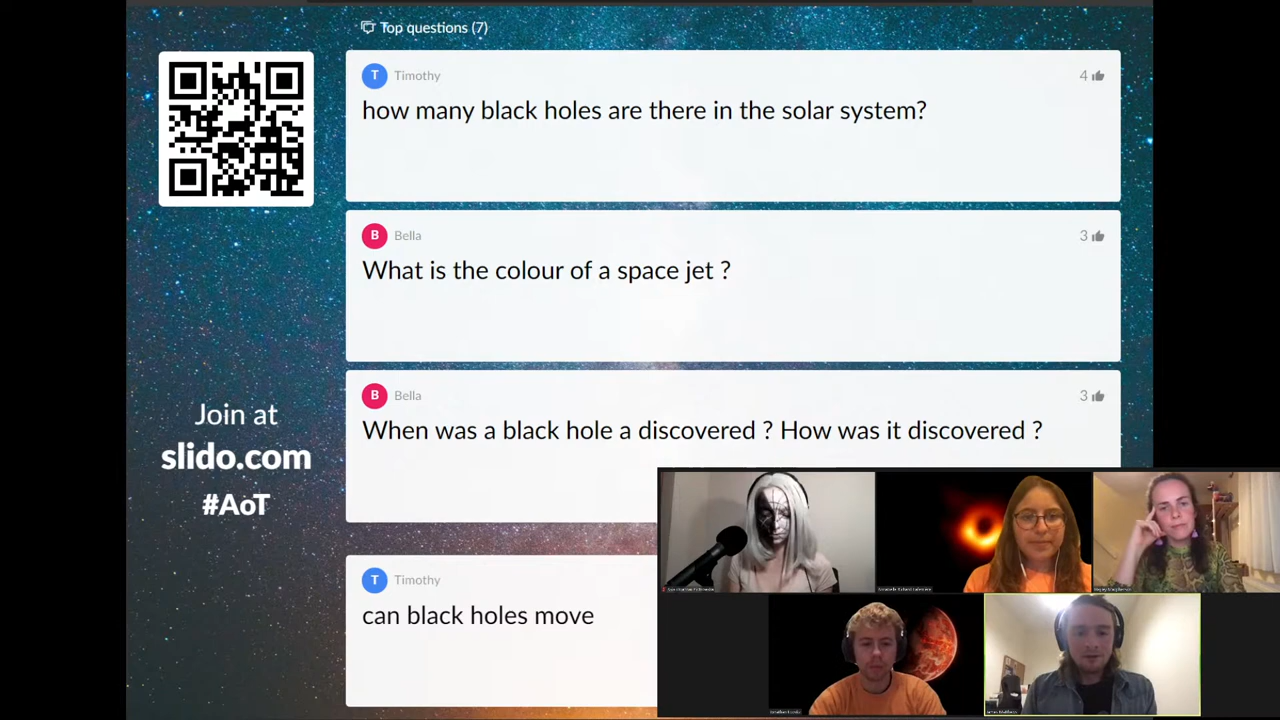 Top questions (7)
T Timothy 4
how many black holes are there in the solar system?
B Bella 3
What is the colour of a space jet ?
B Bella 3
When was a black hole a discovered ? How was it discovered ?
T Timothy
can black holes move
Join at
slido.com
#AoT